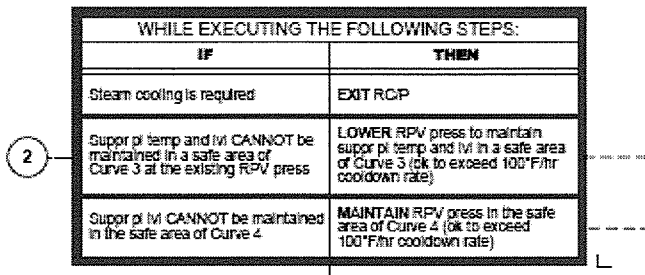 WHILE EXECUTING THE FOLLOWING STEPS:
IF
THEN
Steam cooling is required
EXIT RC/P
2
Suppr pl temp and lvl CANNOT be
maintained in a safe area of
Curve 3 at the existing RPV press
LOWER RPV press to maintain
suppr pl temp and lvl in a safe area
of Curve 3 (ok to exceed 100°F/hr
cooldown rate)
Suppr pl lvl CANNOT be maintained
in the safe area of Curve 4
MAINTAIN RPV press in the safe
area of Curve 4 (ok to exceed
100°F/hr cooldown rate)